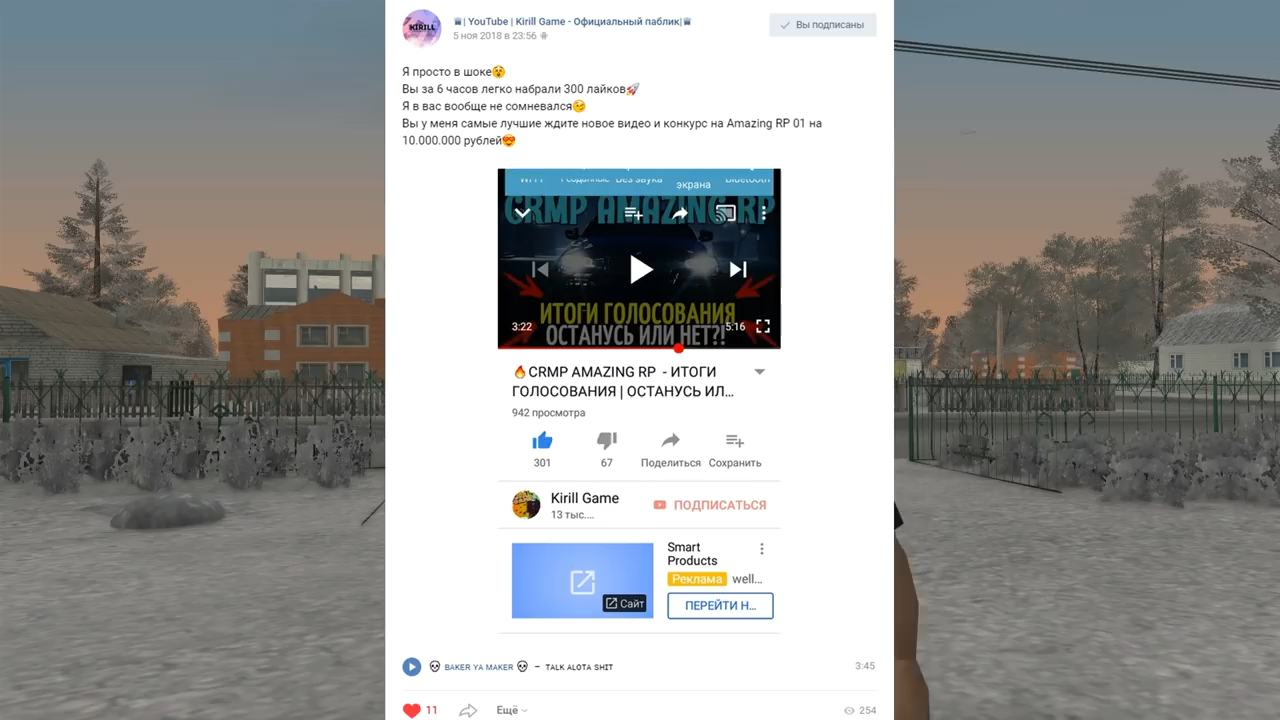 KIRILL
♛| YouTube | Kirill Game - Официальный паблик|♛
5 ноя 2018 в 23:56
Вы подписаны
Я просто в шоке😲
Вы за 6 часов легко набрали 300 лайков🚀
Я в вас вообще не сомневался😏
Вы у меня самые лучшие ждите новое видео и конкурс на Amazing RP 01 на
10.000.000 рублей😍
Без звука
экрана
Bluetooth
CRMP AMAZING RP
ИТОГИ ГОЛОСОВАНИЯ
ОСТАНУСЬ ИЛИ НЕТ?!
3:22
5:16
🔥CRMP AMAZING RP - ИТОГИ
ГОЛОСОВАНИЯ | ОСТАНУСЬ ИЛ...
942 просмотра
301
67
Поделиться
Сохранить
Kirill Game
13 тыс....
ПОДПИСАТЬСЯ
Smart
Products
Реклама well...
Сайт
ПЕРЕЙТИ Н...
💀 BAKER YA MAKER 💀 – TALK ALOTA SHIT
3:45
11
Ещё
254